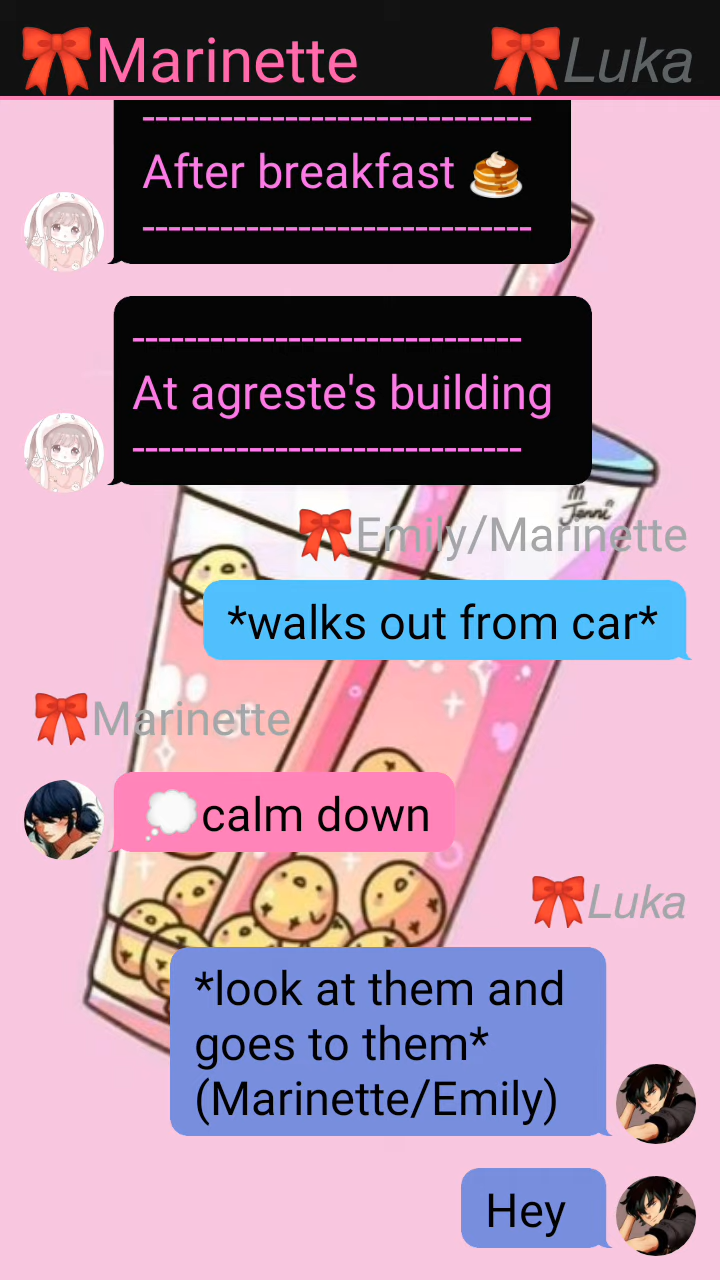 🎀Marinette 🎀Luka
------------------------------
After breakfast 🥞
------------------------------
------------------------------
At agreste's building
------------------------------
Jenni
🎀Emily/Marinette
*walks out from car*
🎀Marinette
💭calm down
🎀Luka
*look at them and
goes to them*
(Marinette/Emily)
Hey